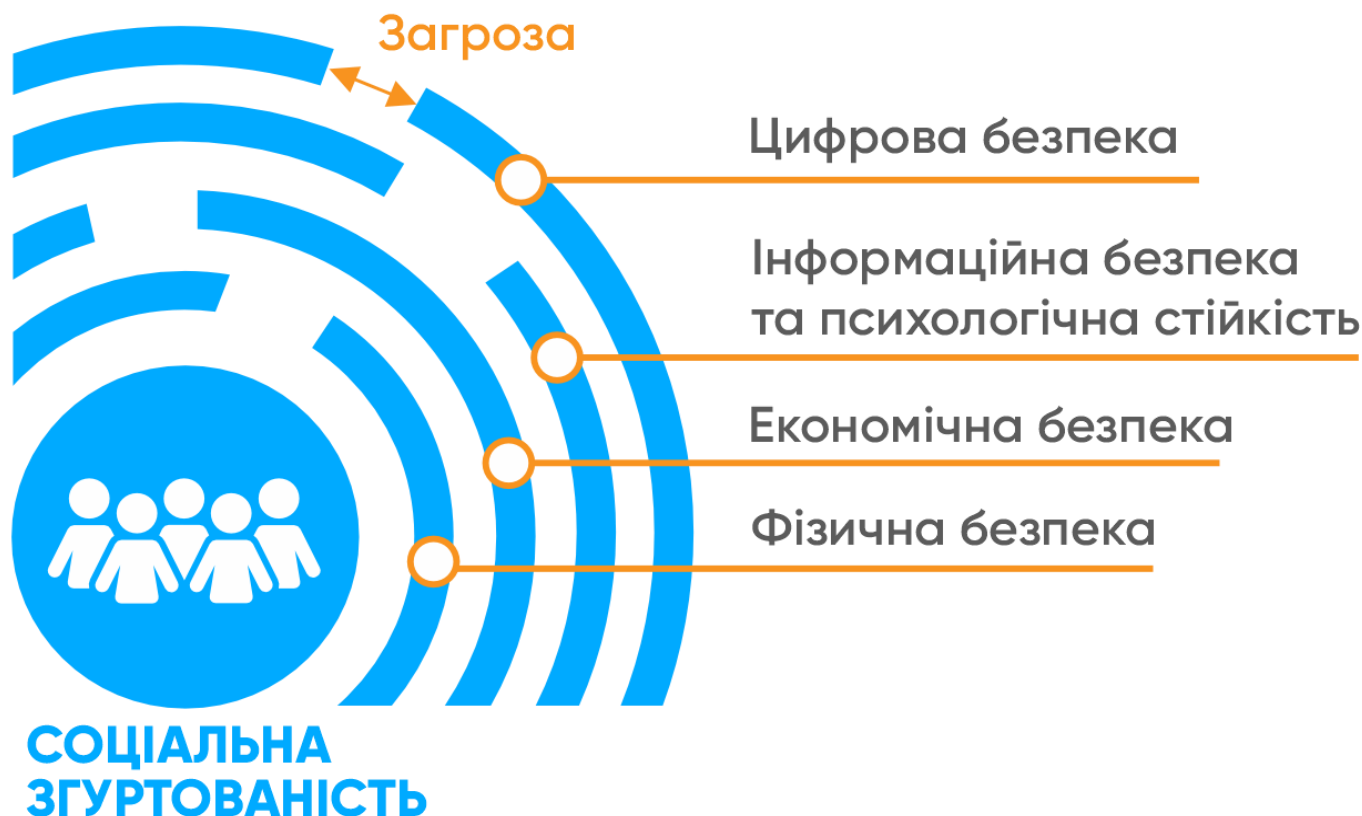 Загроза
Цифрова безпека
Інформаційна безпека
та психологічна стійкість
Економічна безпека
Фізична безпека
СОЦІАЛЬНА
ЗГУРТОВАНІСТЬ